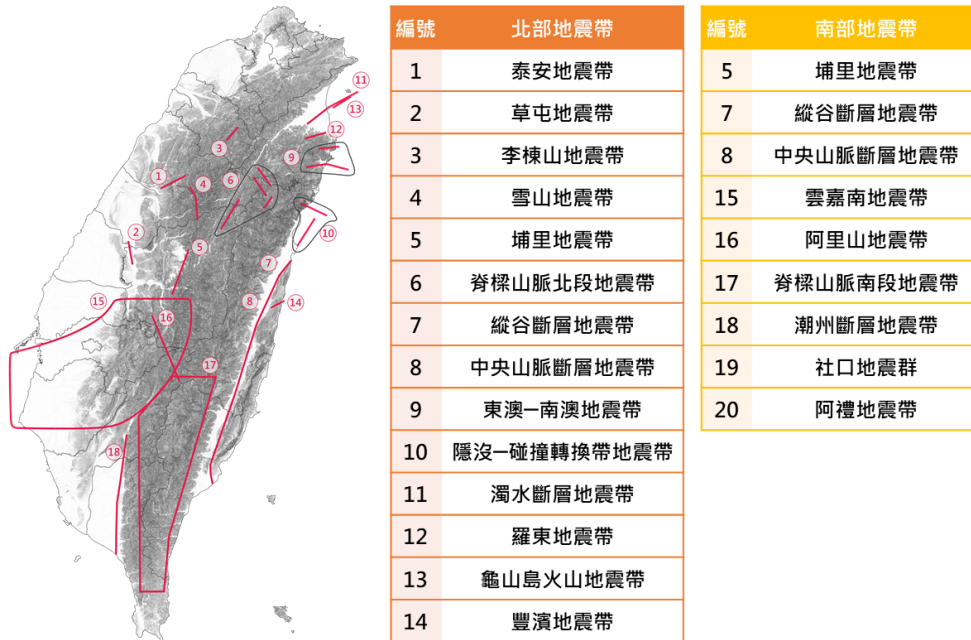 11
13
12
3
9
1
4
6
2
5
10
7
8
14
15
16
17
18
編號 北部地震帶
1 泰安地震帶
2 草屯地震帶
3 李棟山地震帶
4 雪山地震帶
5 埔里地震帶
6 脊樑山脈北段地震帶
7 縱谷斷層地震帶
8 中央山脈斷層地震帶
9 東澳—南澳地震帶
10 隱沒—碰撞轉換帶地震帶
11 濁水斷層地震帶
12 羅東地震帶
13 龜山島火山地震帶
14 豐濱地震帶
編號 南部地震帶
5 埔里地震帶
7 縱谷斷層地震帶
8 中央山脈斷層地震帶
15 雲嘉南地震帶
16 阿里山地震帶
17 脊樑山脈南段地震帶
18 潮州斷層地震帶
19 社口地震群
20 阿禮地震帶